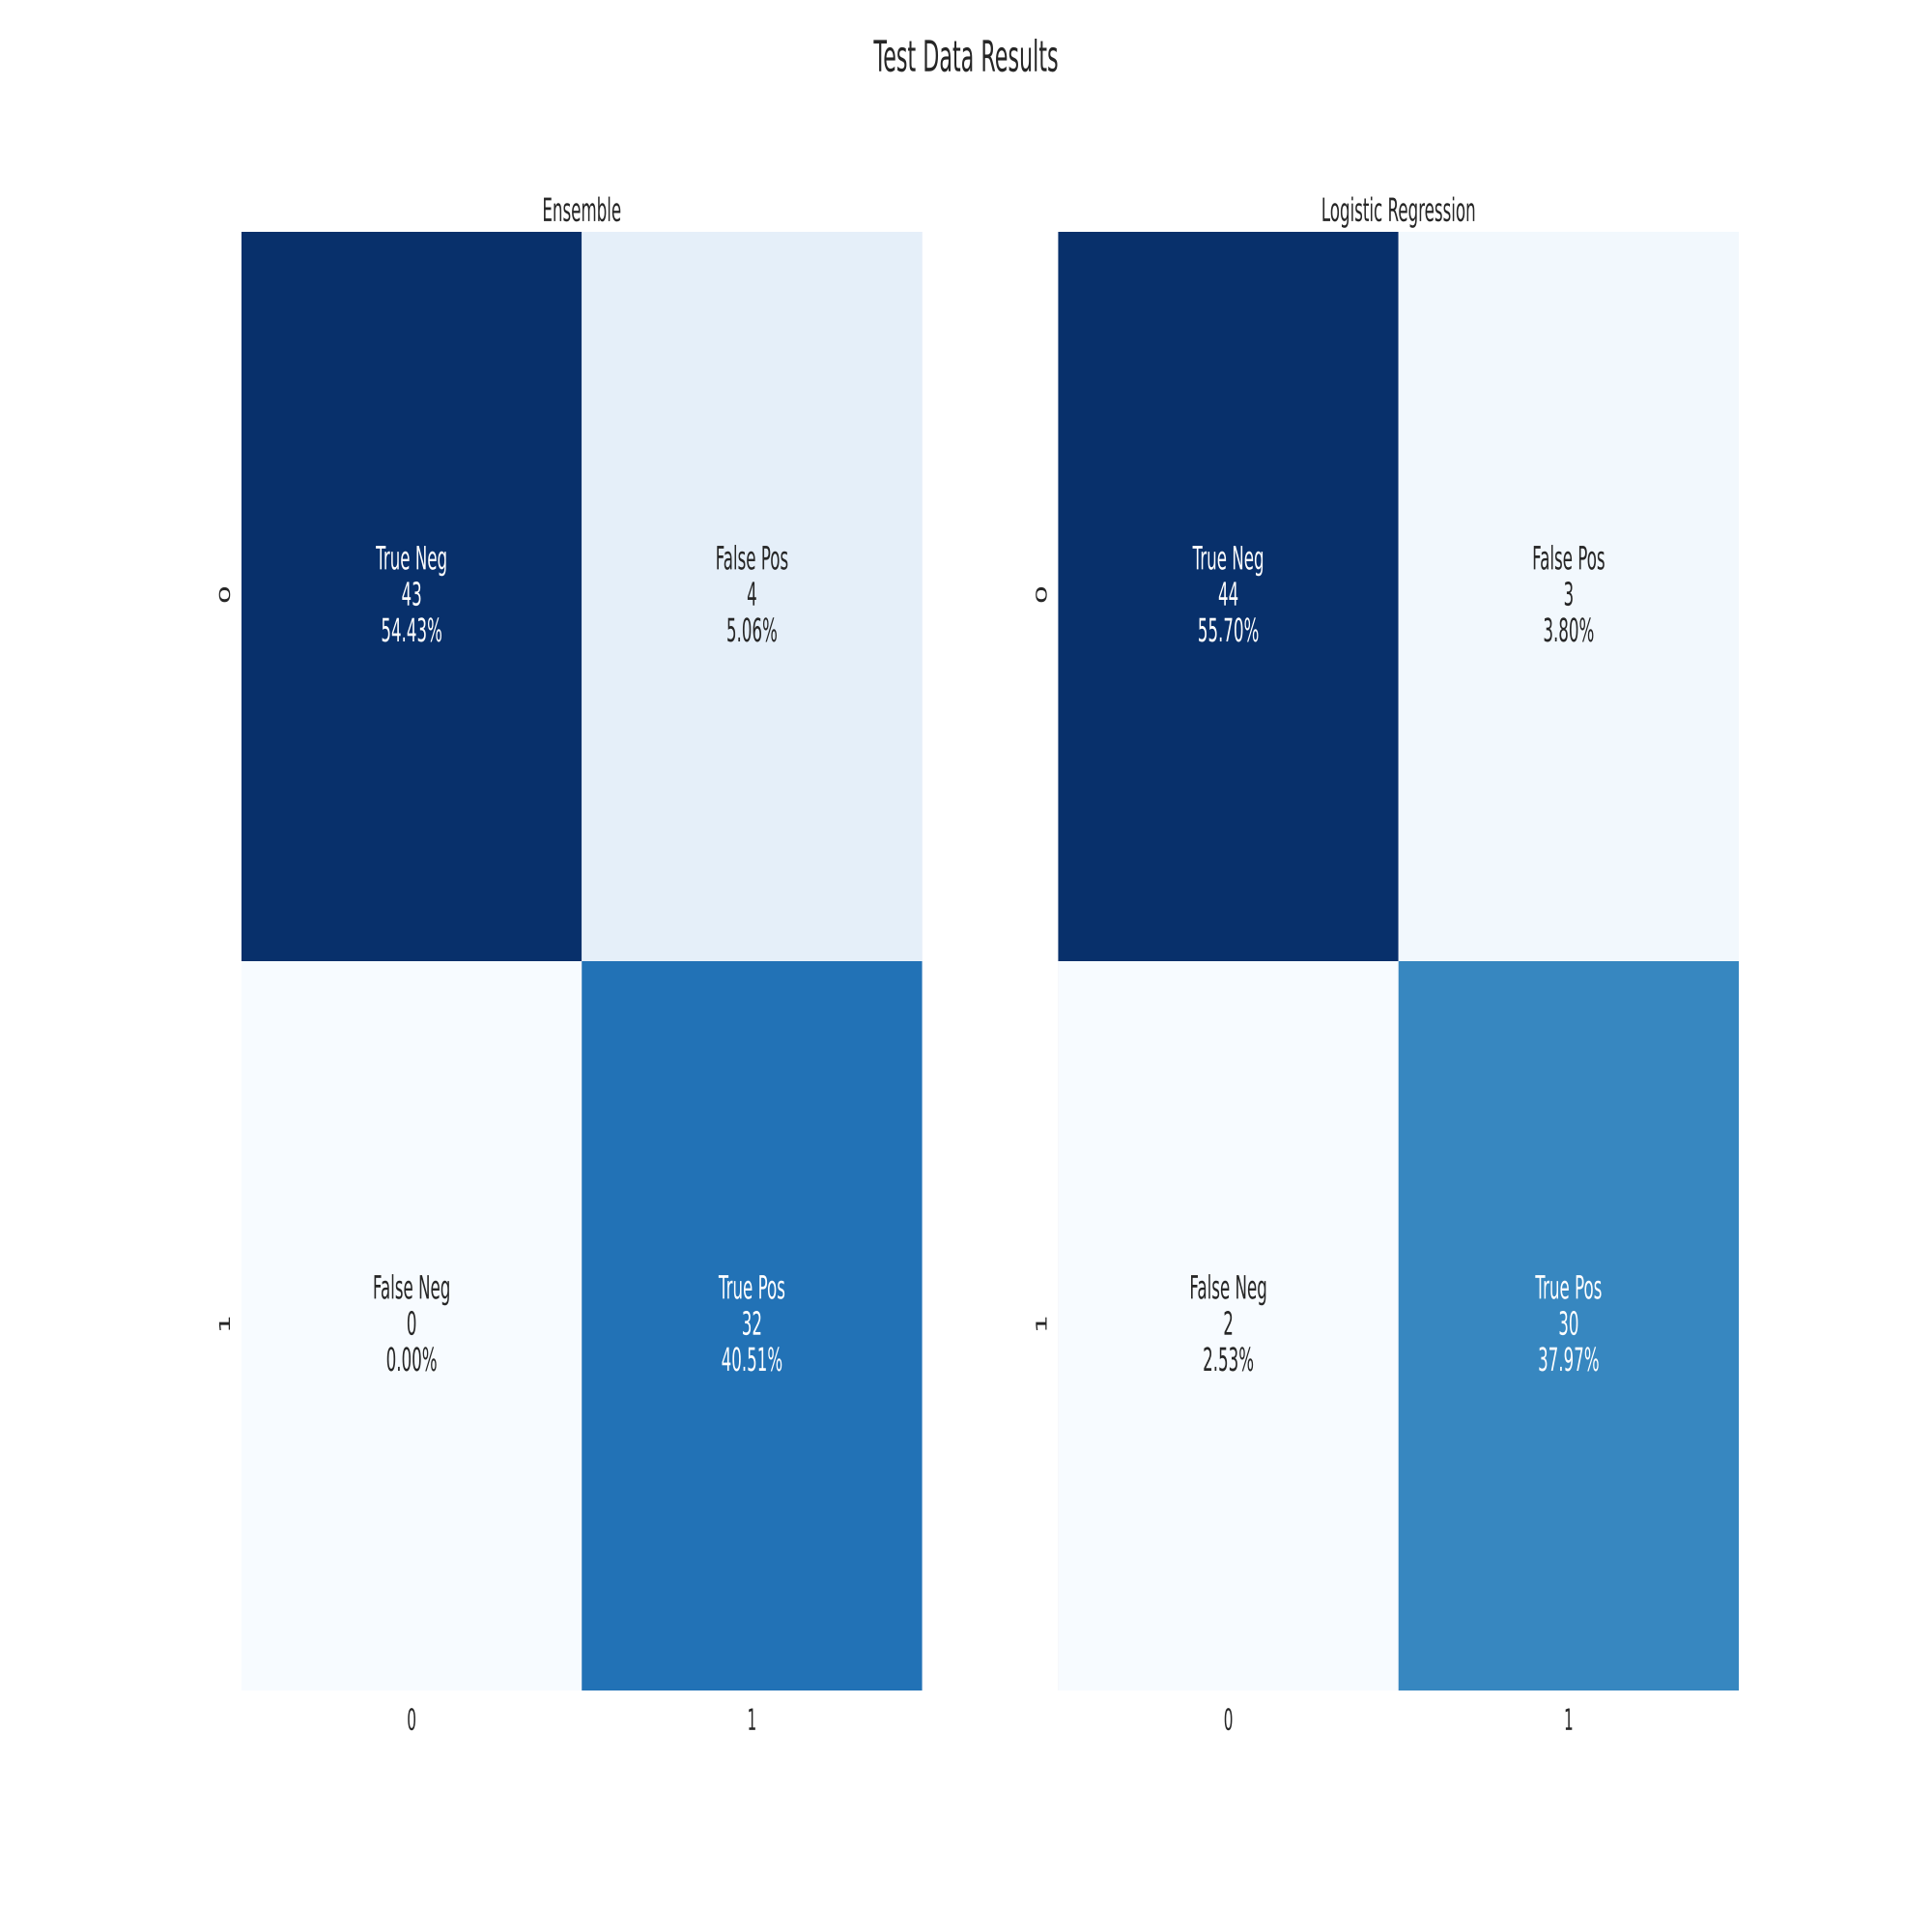 Test Data Results
Ensemble
True Neg
43
54.43%
False Pos
4
5.06%
False Neg
0
0.00%
True Pos
32
40.51%
0
1
0
1
Logistic Regression
True Neg
44
55.70%
False Pos
3
3.80%
False Neg
2
2.53%
True Pos
30
37.97%
0
1
0
1